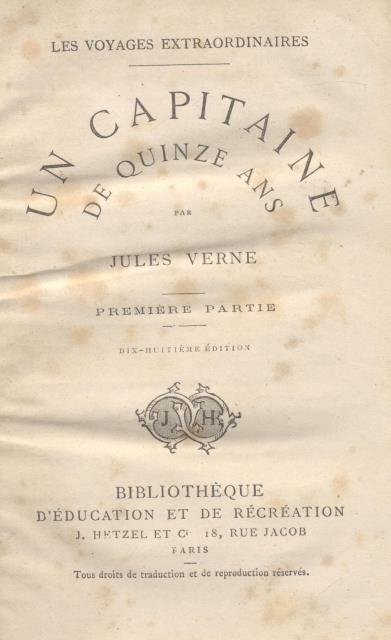 LES VOYAGES EXTRAORDINAIRES
UN CAPITAINE
DE QUINZE ANS
PAR
JULES VERNE
PREMIÈRE PARTIE
DIX-HUITIÈME ÉDITION
J H
BIBLIOTHÈQUE
D'ÉDUCATION ET DE RÉCRÉATION
J. HETZEL ET Cie 18, RUE JACOB
PARIS
Tous droits de traduction et de reproduction réservés.